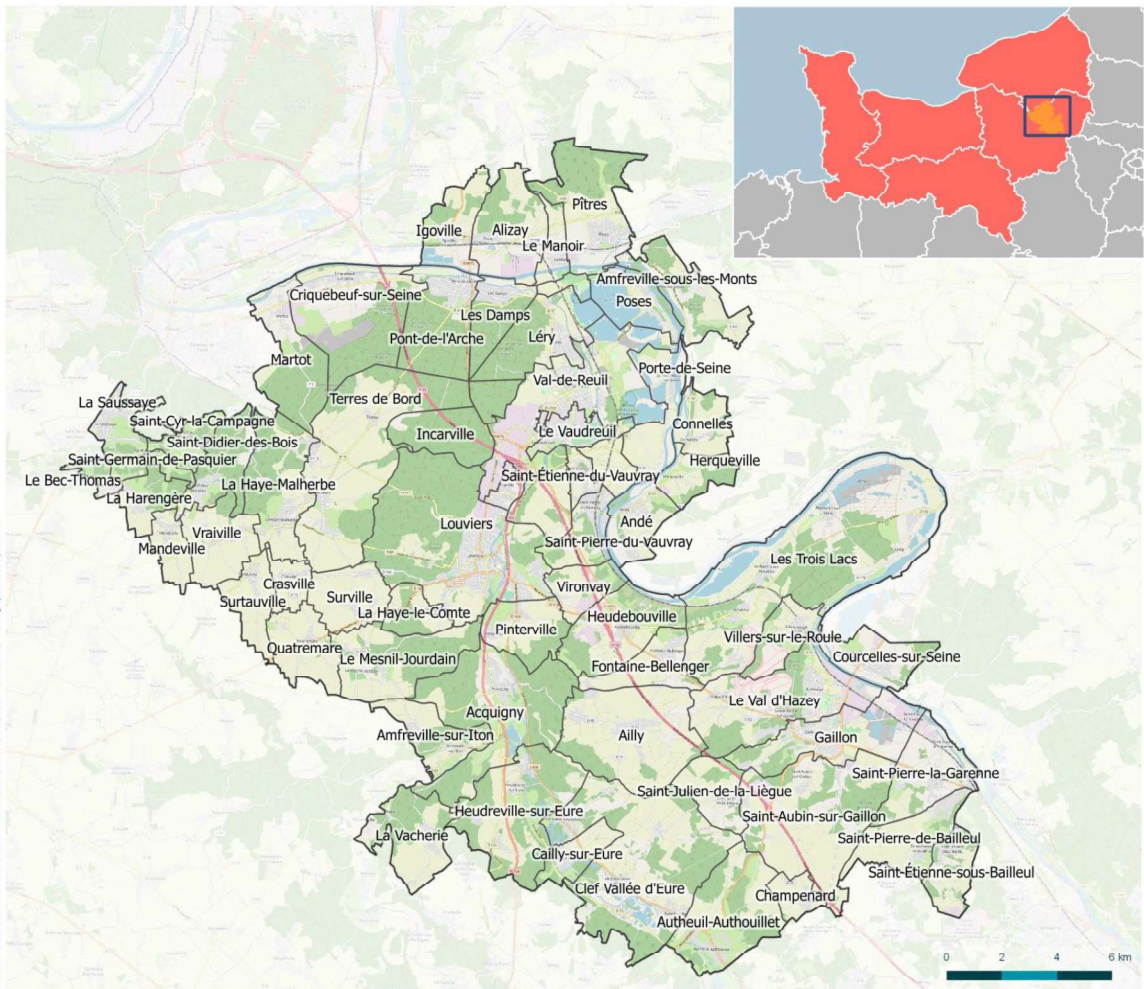 Pîtres
Igoville
Alizay
Le Manoir
Amfreville-sous-les-Monts
Criquebeuf-sur-Seine
Poses
Les Damps
Pont-de-l'Arche
Léry
Martot
Porte-de-Seine
Val-de-Reuil
La Saussaye
Terres de Bord
Saint-Cyr-la-Campagne
Connelles
Incarville
Le Vaudreuil
Saint-Didier-des-Bois
Saint-Germain-de-Pasquier
Herqueville
Saint-Étienne-du-Vauvray
Le Bec-Thomas
La Haye-Malherbe
La Harengère
Louviers
Andé
Vraiville
Saint-Pierre-du-Vauvray
Mandeville
Les Trois Lacs
Crasville
Vironvay
Surtauville
Surville
La Haye-le-Comte
Heudebouville
Pinterville
Villers-sur-le-Roule
Quatremare
Le Mesnil-Jourdain
Fontaine-Bellenger
Courcelles-sur-Seine
Le Val d'Hazey
Acquigny
Amfreville-sur-Iton
Ailly
Gaillon
Saint-Pierre-la-Garenne
Saint-Julien-de-la-Liègue
Heudreville-sur-Eure
Saint-Aubin-sur-Gaillon
La Vacherie
Saint-Pierre-de-Bailleul
Cailly-sur-Eure
Saint-Étienne-sous-Bailleul
Clef Vallée d'Eure
Champenard
Autheuil-Authouillet
0 2 4 6 km